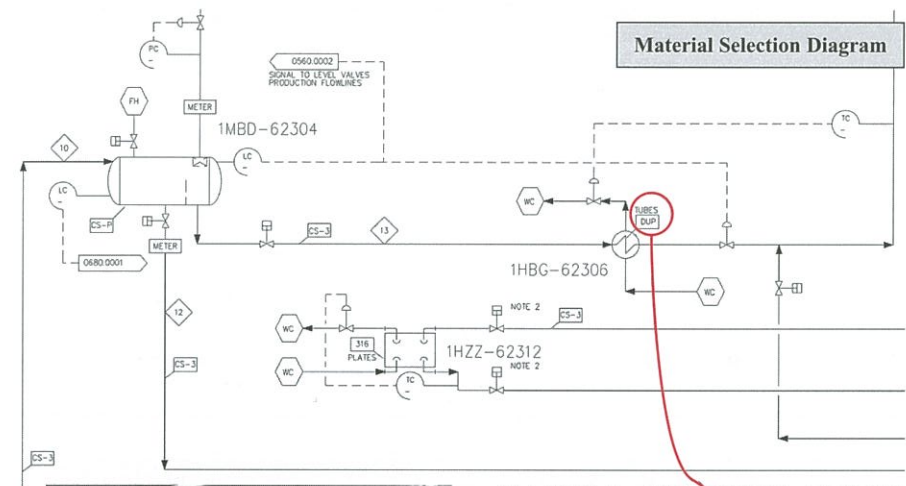 Material Selection Diagram
PC
-
0560.0002
SIGNAL TO LEVEL VALVES
PRODUCTION FLOWLINES
FH
METER
1MBD-62304
TC
-
10
LC
-
LC
-
WC
TUBES
DUP
CS-P
METER
CS-3
13
0680.0001
1HBG-62306
WC
12
NOTE 2
WC
CS-3
316
PLATES
1HZZ-62312
CS-3
WC
TC
-
NOTE 2
CS-3